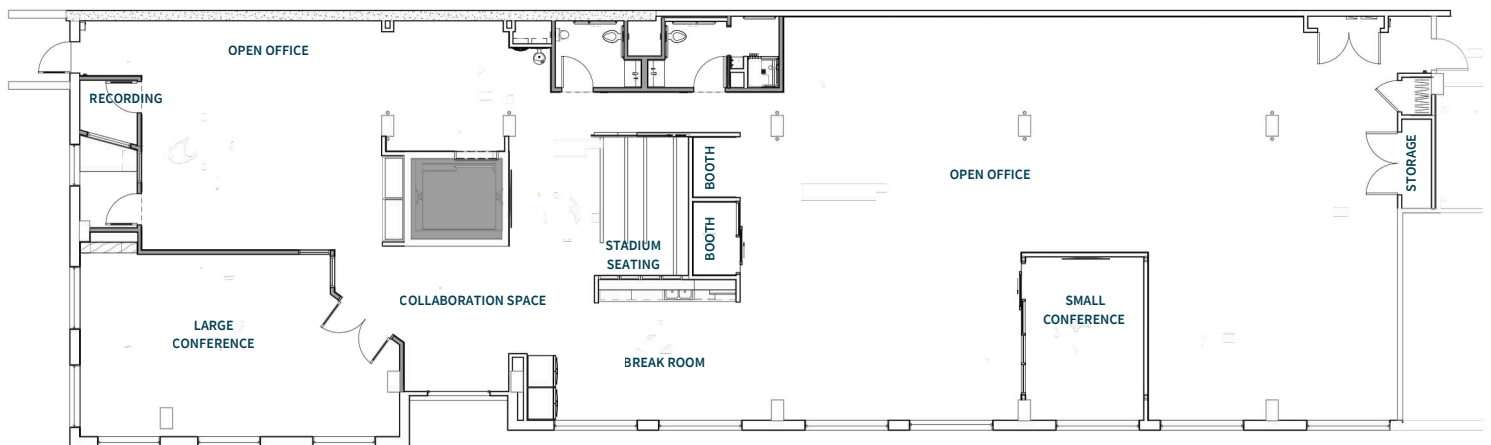 OPEN OFFICE
RECORDING
BOOTH
BOOTH
OPEN OFFICE
STORAGE
STADIUM
SEATING
COLLABORATION SPACE
LARGE
CONFERENCE
BREAK ROOM
SMALL
CONFERENCE